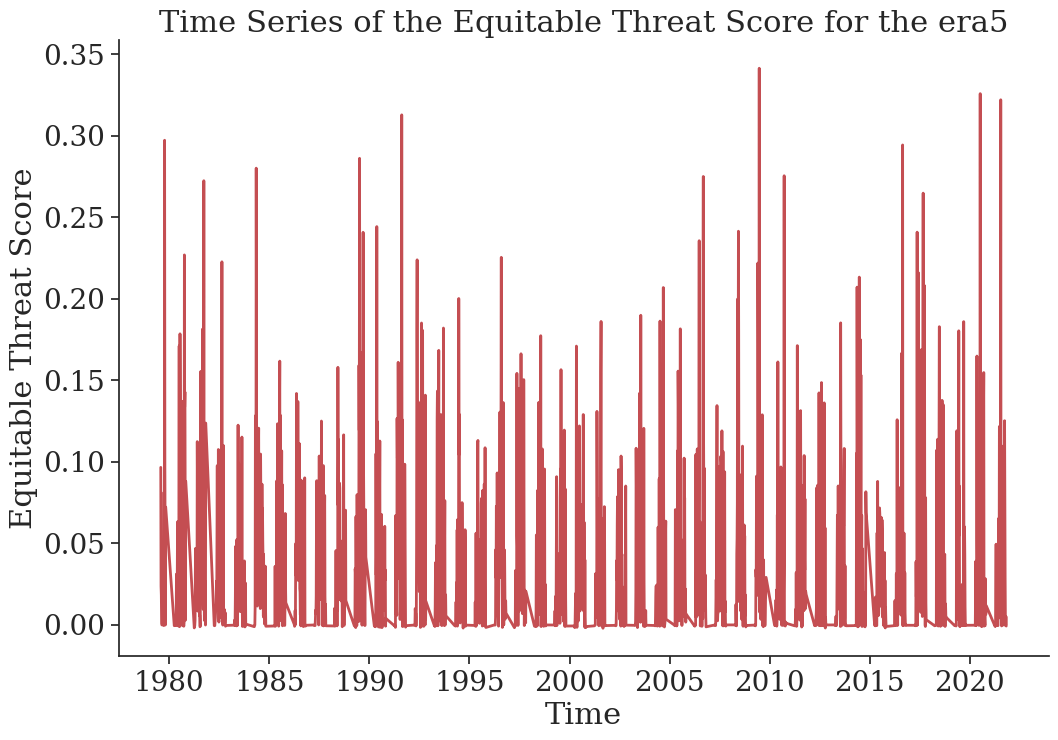 Time Series of the Equitable Threat Score for the era5
0.35
0.30
0.25
0.20
0.15
0.10
0.05
0.00
Equitable Threat Score
1980 1985 1990 1995 2000 2005 2010 2015 2020
Time